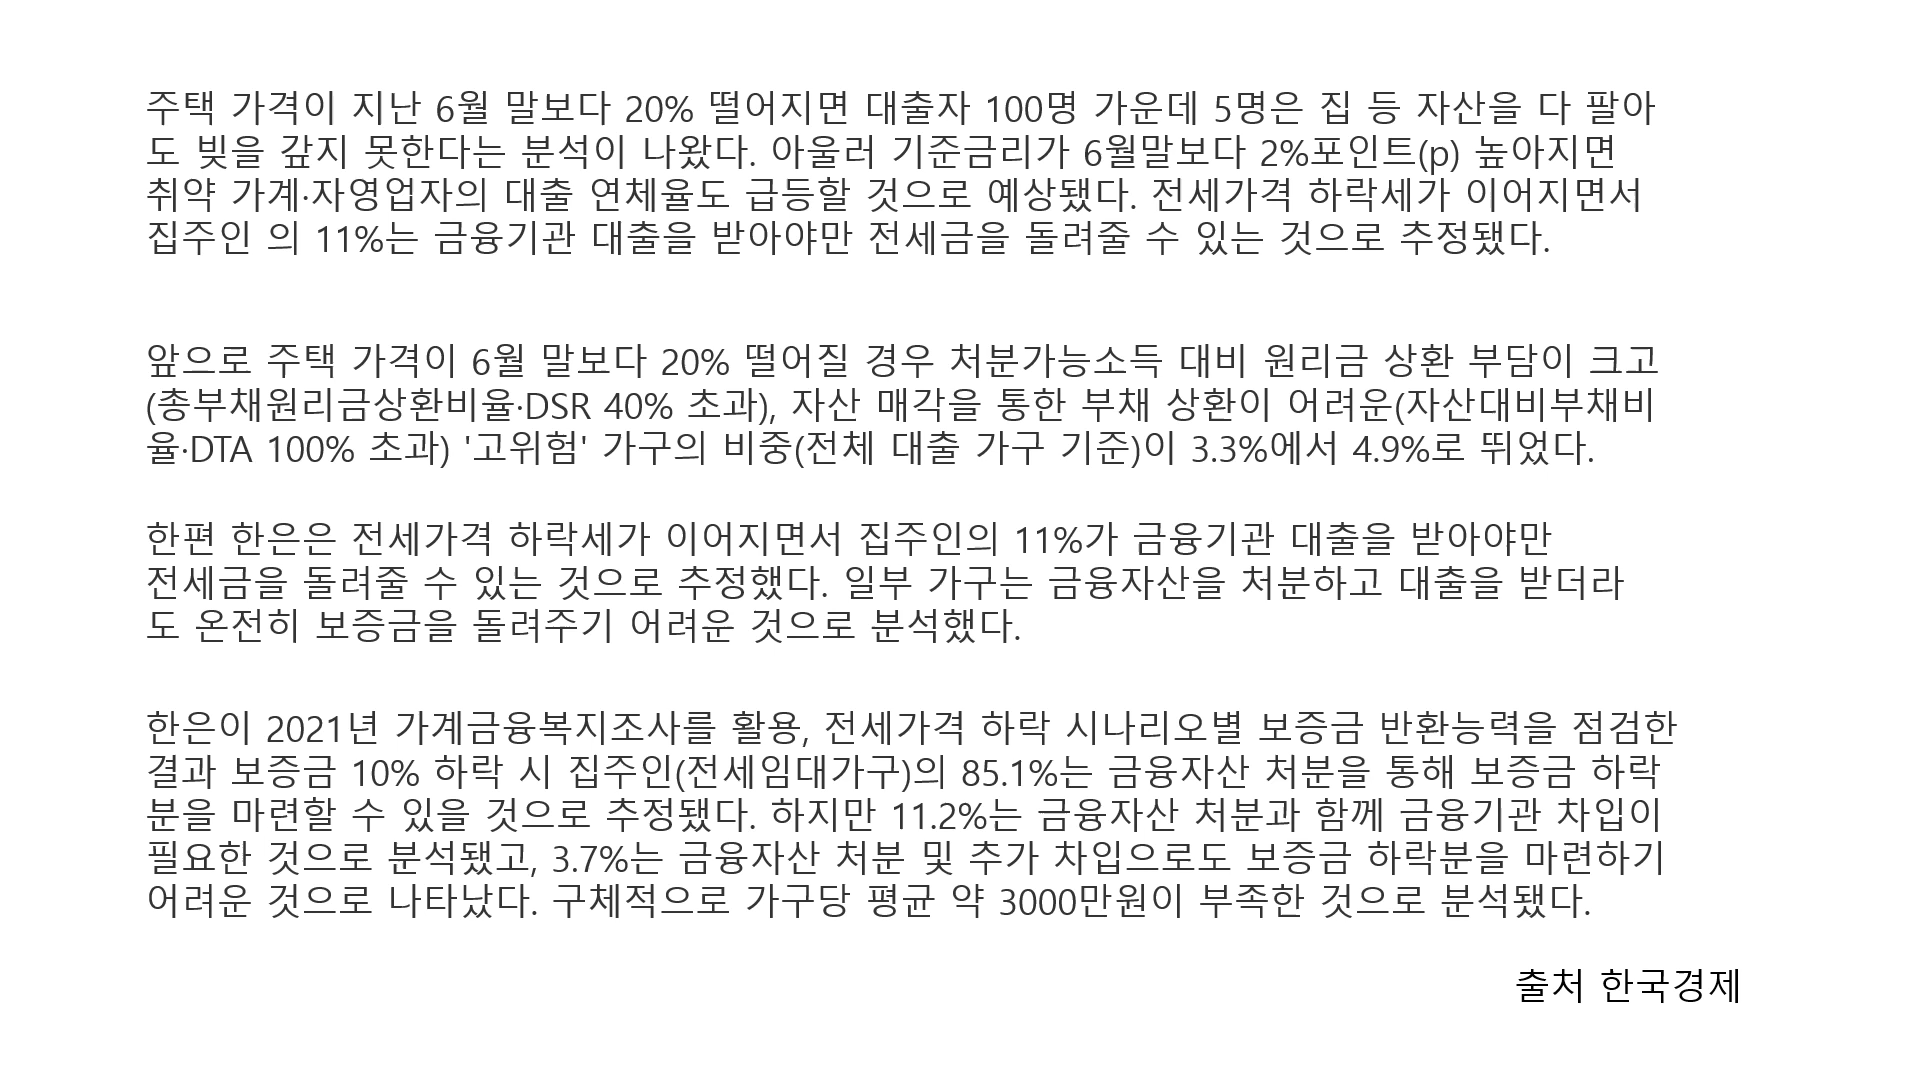 주택 가격이 지난 6월 말보다 20% 떨어지면 대출자 100명 가운데 5명은 집 등 자산을 다 팔아
도 빚을 갚지 못한다는 분석이 나왔다. 아울러 기준금리가 6월말보다 2%포인트(p) 높아지면
취약 가계·자영업자의 대출 연체율도 급등할 것으로 예상됐다. 전세가격 하락세가 이어지면서
집주인 의 11%는 금융기관 대출을 받아야만 전세금을 돌려줄 수 있는 것으로 추정됐다.
앞으로 주택 가격이 6월 말보다 20% 떨어질 경우 처분가능소득 대비 원리금 상환 부담이 크고
(총부채원리금상환비율·DSR 40% 초과), 자산 매각을 통한 부채 상환이 어려운(자산대비부채비
율·DTA 100% 초과) '고위험' 가구의 비중(전체 대출 가구 기준)이 3.3%에서 4.9%로 뛰었다.
한편 한은은 전세가격 하락세가 이어지면서 집주인의 11%가 금융기관 대출을 받아야만
전세금을 돌려줄 수 있는 것으로 추정했다. 일부 가구는 금융자산을 처분하고 대출을 받더라
도 온전히 보증금을 돌려주기 어려운 것으로 분석했다.
한은이 2021년 가계금융복지조사를 활용, 전세가격 하락 시나리오별 보증금 반환능력을 점검한
결과 보증금 10% 하락 시 집주인(전세임대가구)의 85.1%는 금융자산 처분을 통해 보증금 하락
분을 마련할 수 있을 것으로 추정됐다. 하지만 11.2%는 금융자산 처분과 함께 금융기관 차입이
필요한 것으로 분석됐고, 3.7%는 금융자산 처분 및 추가 차입으로도 보증금 하락분을 마련하기
어려운 것으로 나타났다. 구체적으로 가구당 평균 약 3000만원이 부족한 것으로 분석됐다.
출처 한국경제